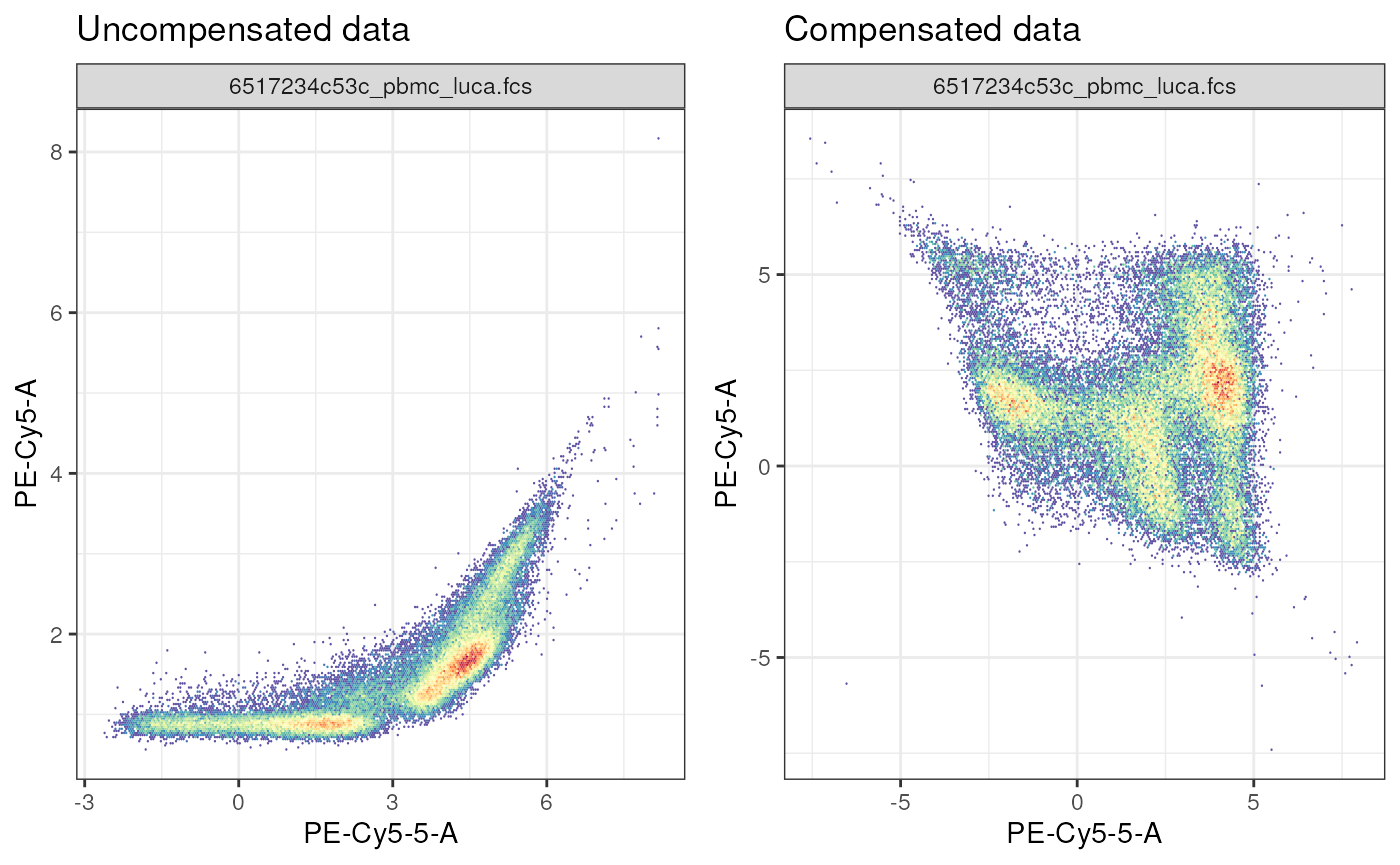 Uncompensated data
6517234c53c_pbmc_luca.fcs
8
6
4
2
PE-Cy5-A
-3
0
3
6
PE-Cy5-5-A
Compensated data
6517234c53c_pbmc_luca.fcs
5
0
-5
PE-Cy5-A
-5
0
5
PE-Cy5-5-A